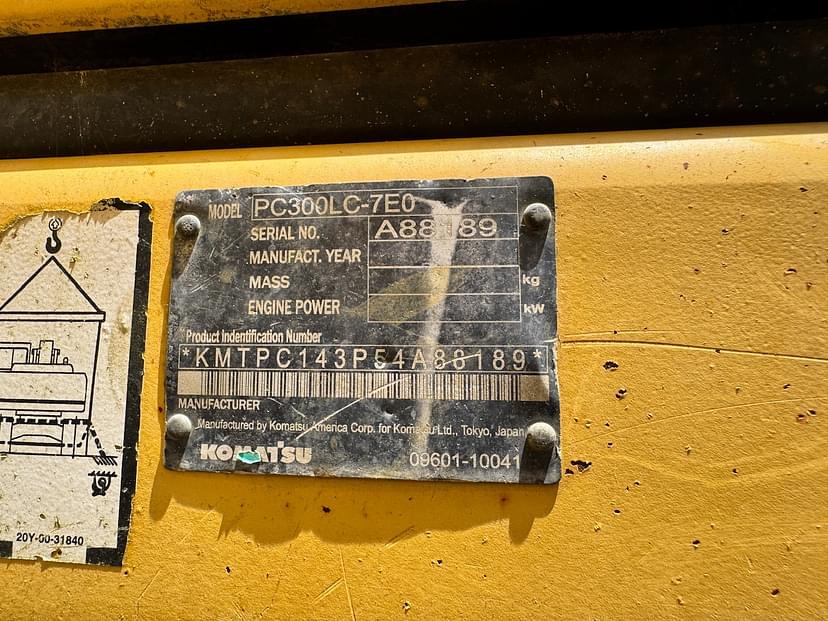 MODEL PC300LC-7E0
SERIAL NO. A88189
MANUFACT. YEAR
MASS kg
ENGINE POWER kW
Product Indentification Number
*KMTPC143P54A88189*
MANUFACTURER
Manufactured by Komatsu America Corp. for Komatsu Ltd., Tokyo, Japan
KOMATSU 09601-10041
20Y-00-31840